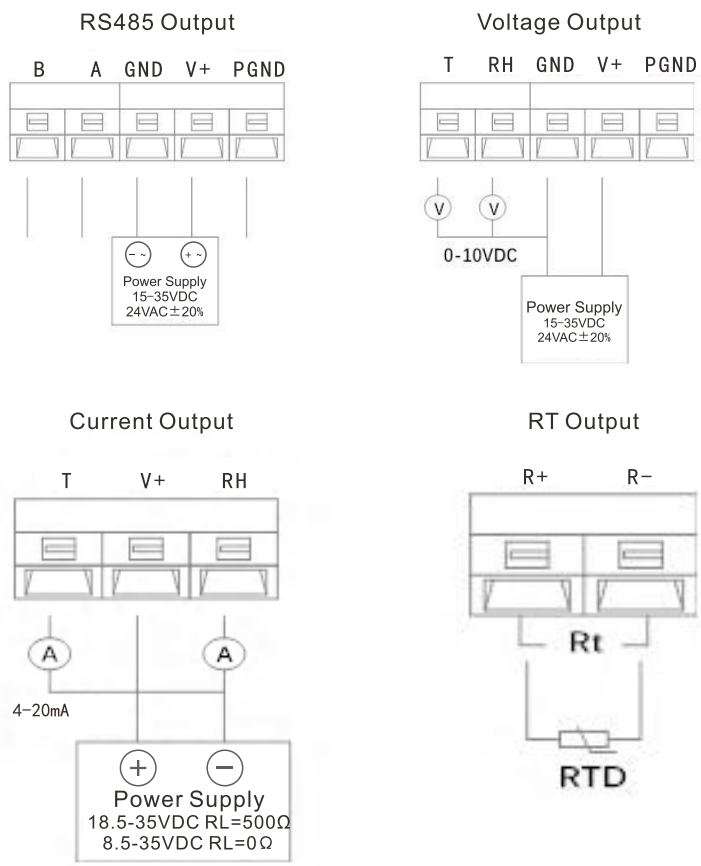 RS485 Output
B A GND V+ PGND
− ~ + ~
Power Supply
15-35VDC
24VAC±20%
Voltage Output
T RH GND V+ PGND
V V
0-10VDC
Power Supply
15-35VDC
24VAC±20%
Current Output
T V+ RH
A A
4-20mA
+ −
Power Supply
18.5-35VDC RL=500Ω
8.5-35VDC RL=0Ω
RT Output
R+ R-
Rt
RTD